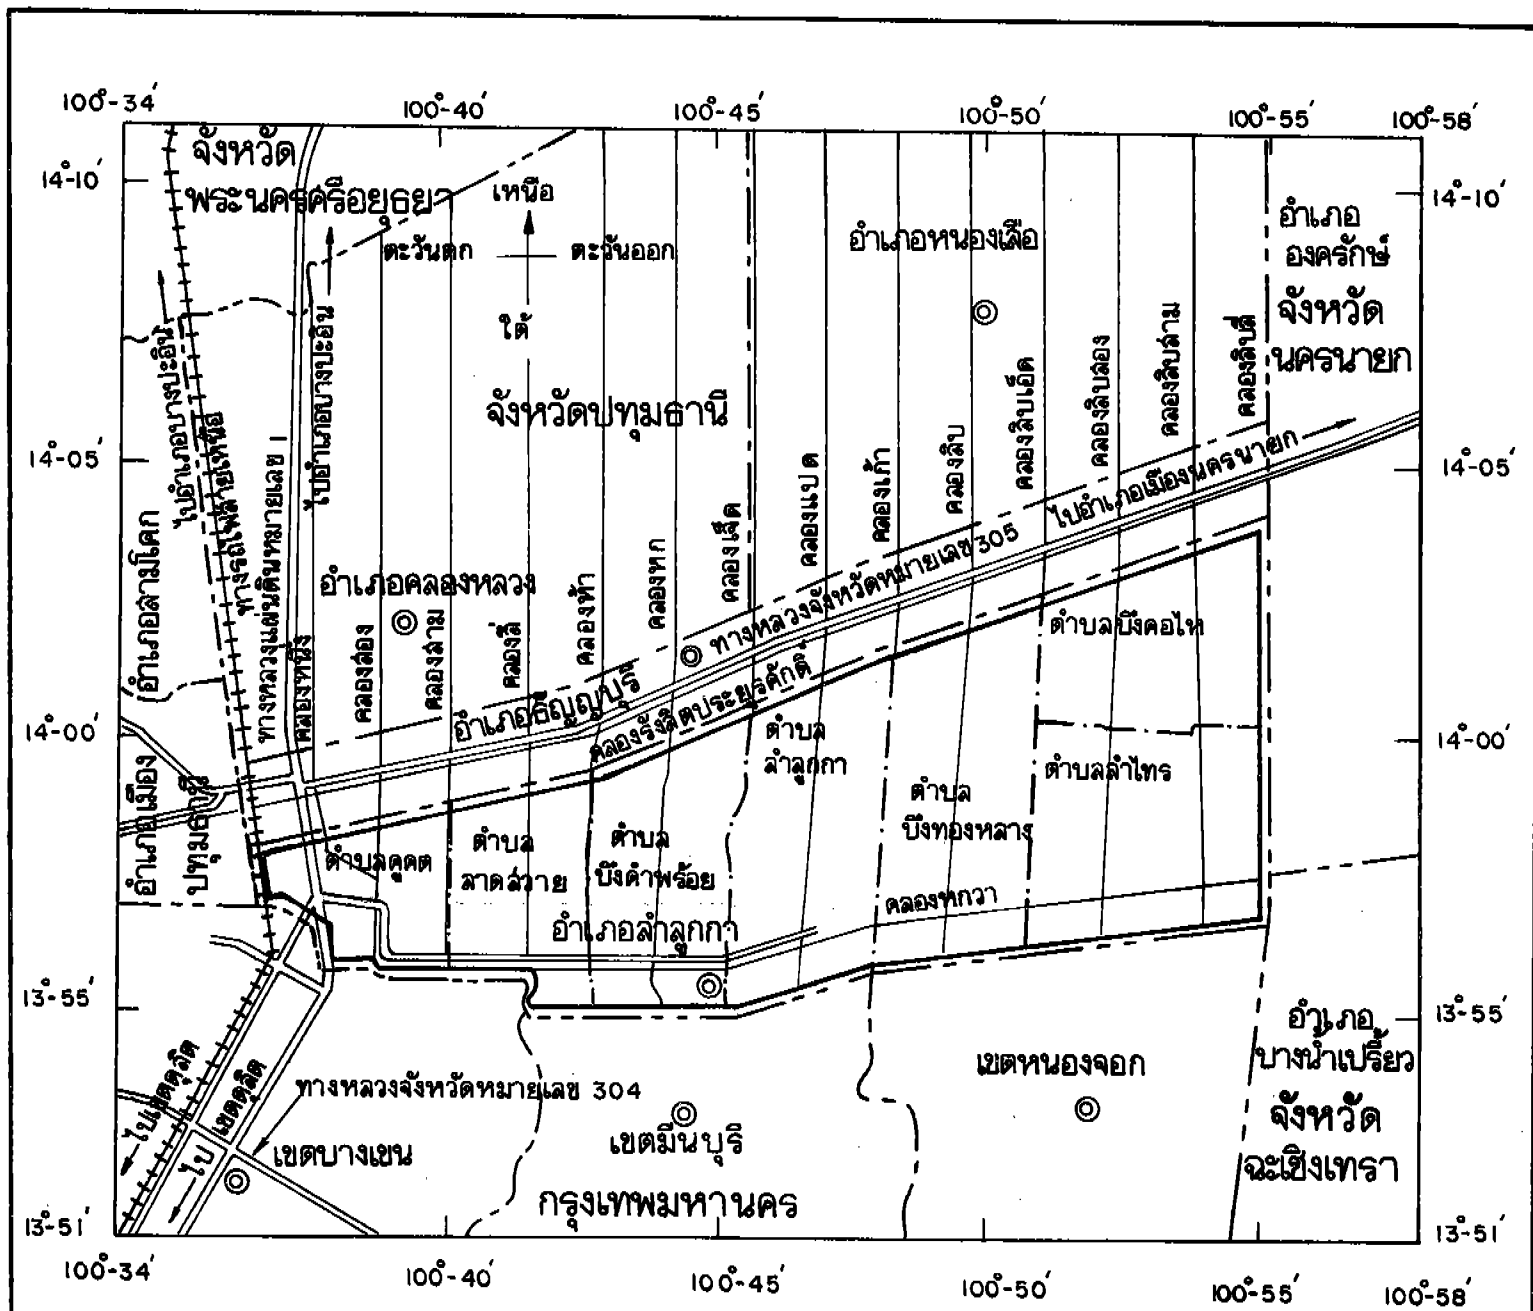 100°-34′
100°-40′
100°-45′
100°-50′
100°-55′
100°-58′
14°-10′
14°-10′
จังหวัด
พระนครศรีอยุธยา
เหนือ
ตะวันตก
ตะวันออก
ใต้
อำเภอหนองเสือ
อำเภอ
องครักษ์
จังหวัด
นครนายก
ไปอำเภอบางปะอิน
ไปอำเภอบางปะอิน
จังหวัดปทุมธานี
ทางรถไฟสายเหนือ
ทางหลวงแผ่นดินหมายเลข 1
14°-05′
14°-05′
อำเภอสามโคก
อำเภอคลองหลวง
คลองหนึ่ง
คลองสอง
คลองสาม
คลองสี่
คลองห้า
คลองหก
คลองเจ็ด
คลองแปด
คลองเก้า
คลองสิบ
คลองสิบเอ็ด
คลองสิบสอง
คลองสิบสาม
คลองสิบสี่
ทางหลวงจังหวัดหมายเลข 305
ไปอำเภอเมืองนครนายก
อำเภอธัญบุรี
คลองรังสิตประยูรศักดิ์
ตำบลบึงคอไห
14°-00′
14°-00′
อำเภอเมือง
ปทุมธานี
ตำบล
ลำลูกกา
ตำบลลำไทร
ตำบล
บึงทองหลาง
ตำบลคูคต
ตำบล
ลาดสวาย
ตำบล
บึงคำพร้อย
คลองหกวา
อำเภอลำลูกกา
13°-55′
13°-55′
อำเภอ
บางน้ำเปรี้ยว
จังหวัด
ฉะเชิงเทรา
เขตหนองจอก
ไปเขตดุสิต
ไปเขตดุสิต
ทางหลวงจังหวัดหมายเลข 304
เขตบางเขน
เขตมีนบุรี
กรุงเทพมหานคร
13°-51′
13°-51′
100°-34′
100°-40′
100°-45′
100°-50′
100°-55′
100°-58′